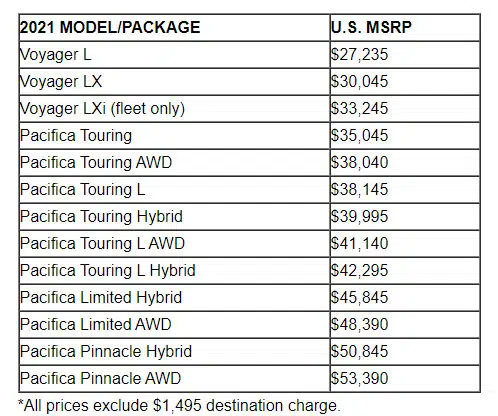 2021 MODEL/PACKAGE U.S. MSRP
Voyager L $27,235
Voyager LX $30,045
Voyager LXi (fleet only) $33,245
Pacifica Touring $35,045
Pacifica Touring AWD $38,040
Pacifica Touring L $38,145
Pacifica Touring Hybrid $39,995
Pacifica Touring L AWD $41,140
Pacifica Touring L Hybrid $42,295
Pacifica Limited Hybrid $45,845
Pacifica Limited AWD $48,390
Pacifica Pinnacle Hybrid $50,845
Pacifica Pinnacle AWD $53,390
*All prices exclude $1,495 destination charge.